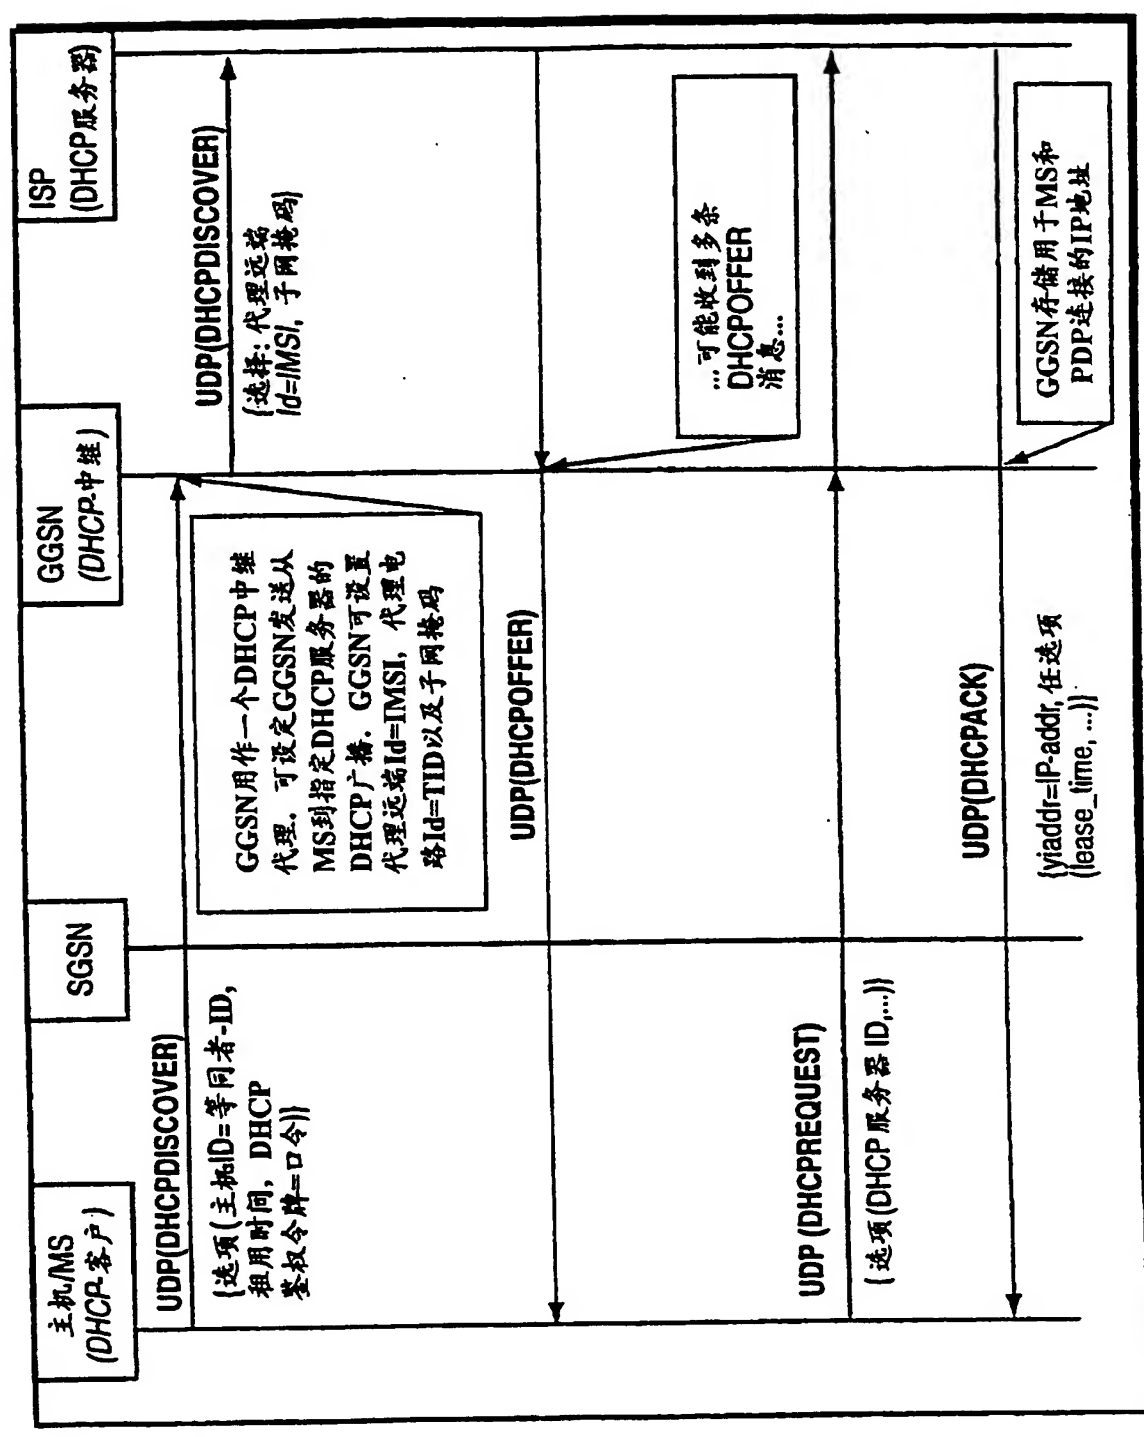 主机/MS
(DHCP-客户)
SGSN
GGSN
(DHCP-中继)
ISP
(DHCP服务器)
UDP(DHCPDISCOVER)
{选项(主机ID=等同者-ID,
租用时间, DHCP
鉴权令牌=口令)}
GGSN用作一个DHCP中继
代理. 可设定GGSN发送从
MS到指定DHCP服务器的
DHCP广播. GGSN可设置
代理远端Id=IMSI, 代理电
路Id=TID以及子网掩码
UDP(DHCPDISCOVER)
{选择: 代理远端
Id=IMSI, 子网掩码}
UDP(DHCPOFFER)
...可能收到多条
DHCPOFFER
消息...
UDP (DHCPREQUEST)
{选项(DHCP服务器ID,...)}
UDP(DHCPACK)
{yiaddr=IP-addr, 任选项
(lease_time, ...)}
GGSN存储用于MS和
PDP连接的IP地址